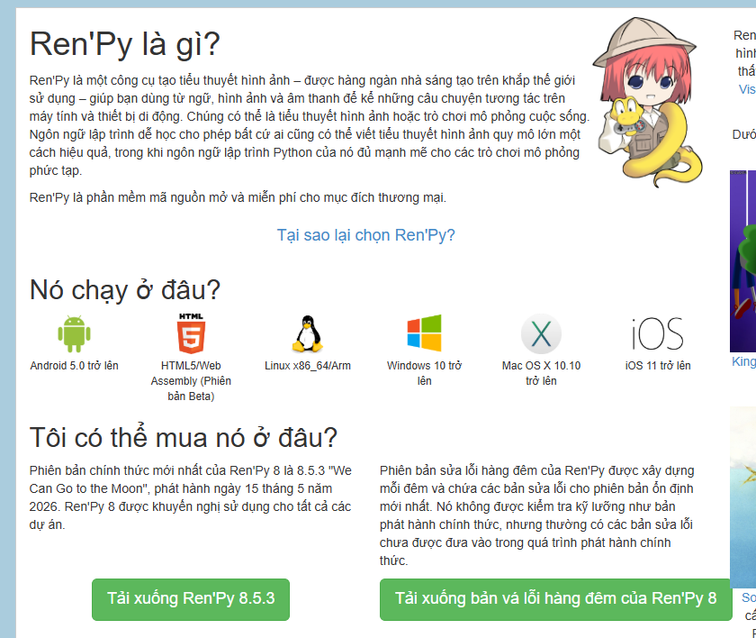 Ren'Py là gì?
Ren'Py là một công cụ tạo tiểu thuyết hình ảnh – được hàng ngàn nhà sáng tạo trên khắp thế giới
sử dụng – giúp bạn dùng từ ngữ, hình ảnh và âm thanh để kể những câu chuyện tương tác trên
máy tính và thiết bị di động. Chúng có thể là tiểu thuyết hình ảnh hoặc trò chơi mô phỏng cuộc sống.
Ngôn ngữ lập trình dễ học cho phép bất cứ ai cũng có thể viết tiểu thuyết hình ảnh quy mô lớn một
cách hiệu quả, trong khi ngôn ngữ lập trình Python của nó đủ mạnh mẽ cho các trò chơi mô phỏng
phức tạp.
Ren'Py là phần mềm mã nguồn mở và miễn phí cho mục đích thương mại.
Tại sao lại chọn Ren'Py?
Nó chạy ở đâu?
HTML
5
X
iOS
Android 5.0 trở lên
HTML5/Web
Assembly (Phiên
bản Beta)
Linux x86_64/Arm
Windows 10 trở
lên
Mac OS X 10.10
trở lên
iOS 11 trở lên
Tôi có thể mua nó ở đâu?
Phiên bản chính thức mới nhất của Ren'Py 8 là 8.5.3 "We
Can Go to the Moon", phát hành ngày 15 tháng 5 năm
2026. Ren'Py 8 được khuyến nghị sử dụng cho tất cả các
dự án.
Tải xuống Ren'Py 8.5.3
Phiên bản sửa lỗi hàng đêm của Ren'Py được xây dựng
mỗi đêm và chứa các bản sửa lỗi cho phiên bản ổn định
mới nhất. Nó không được kiểm tra kỹ lưỡng như bản
phát hành chính thức, nhưng thường có các bản sửa lỗi
chưa được đưa vào trong quá trình phát hành chính
thức.
Tải xuống bản vá lỗi hàng đêm của Ren'Py 8
Ren
hình
Vis
King